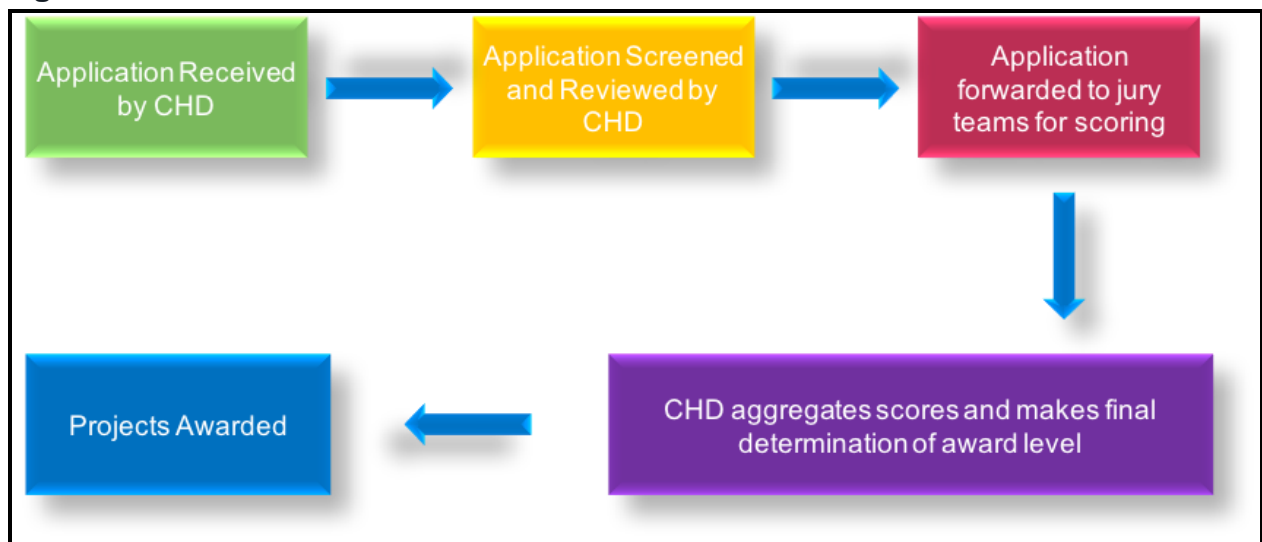 Application Received
by CHD
Application Screened
and Reviewed by
CHD
Application
forwarded to jury
teams for scoring
CHD aggregates scores and makes final
determination of award level
Projects Awarded